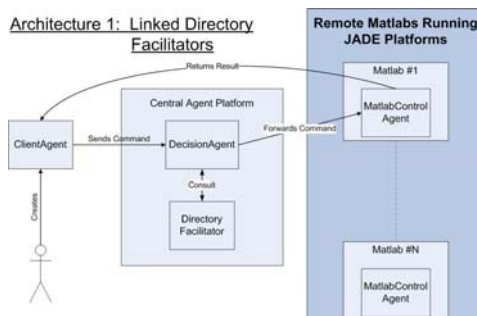 Architecture 1: Linked Directory
Facilitators
Remote Matlabs Running
JADE Platforms
Returns Result
Matlab #1
MatlabControl
Agent
Central Agent Platform
Forwards Command
ClientAgent
Sends Command
DecisionAgent
Consult
Directory
Facilitator
Creates
Matlab #N
MatlabControl
Agent